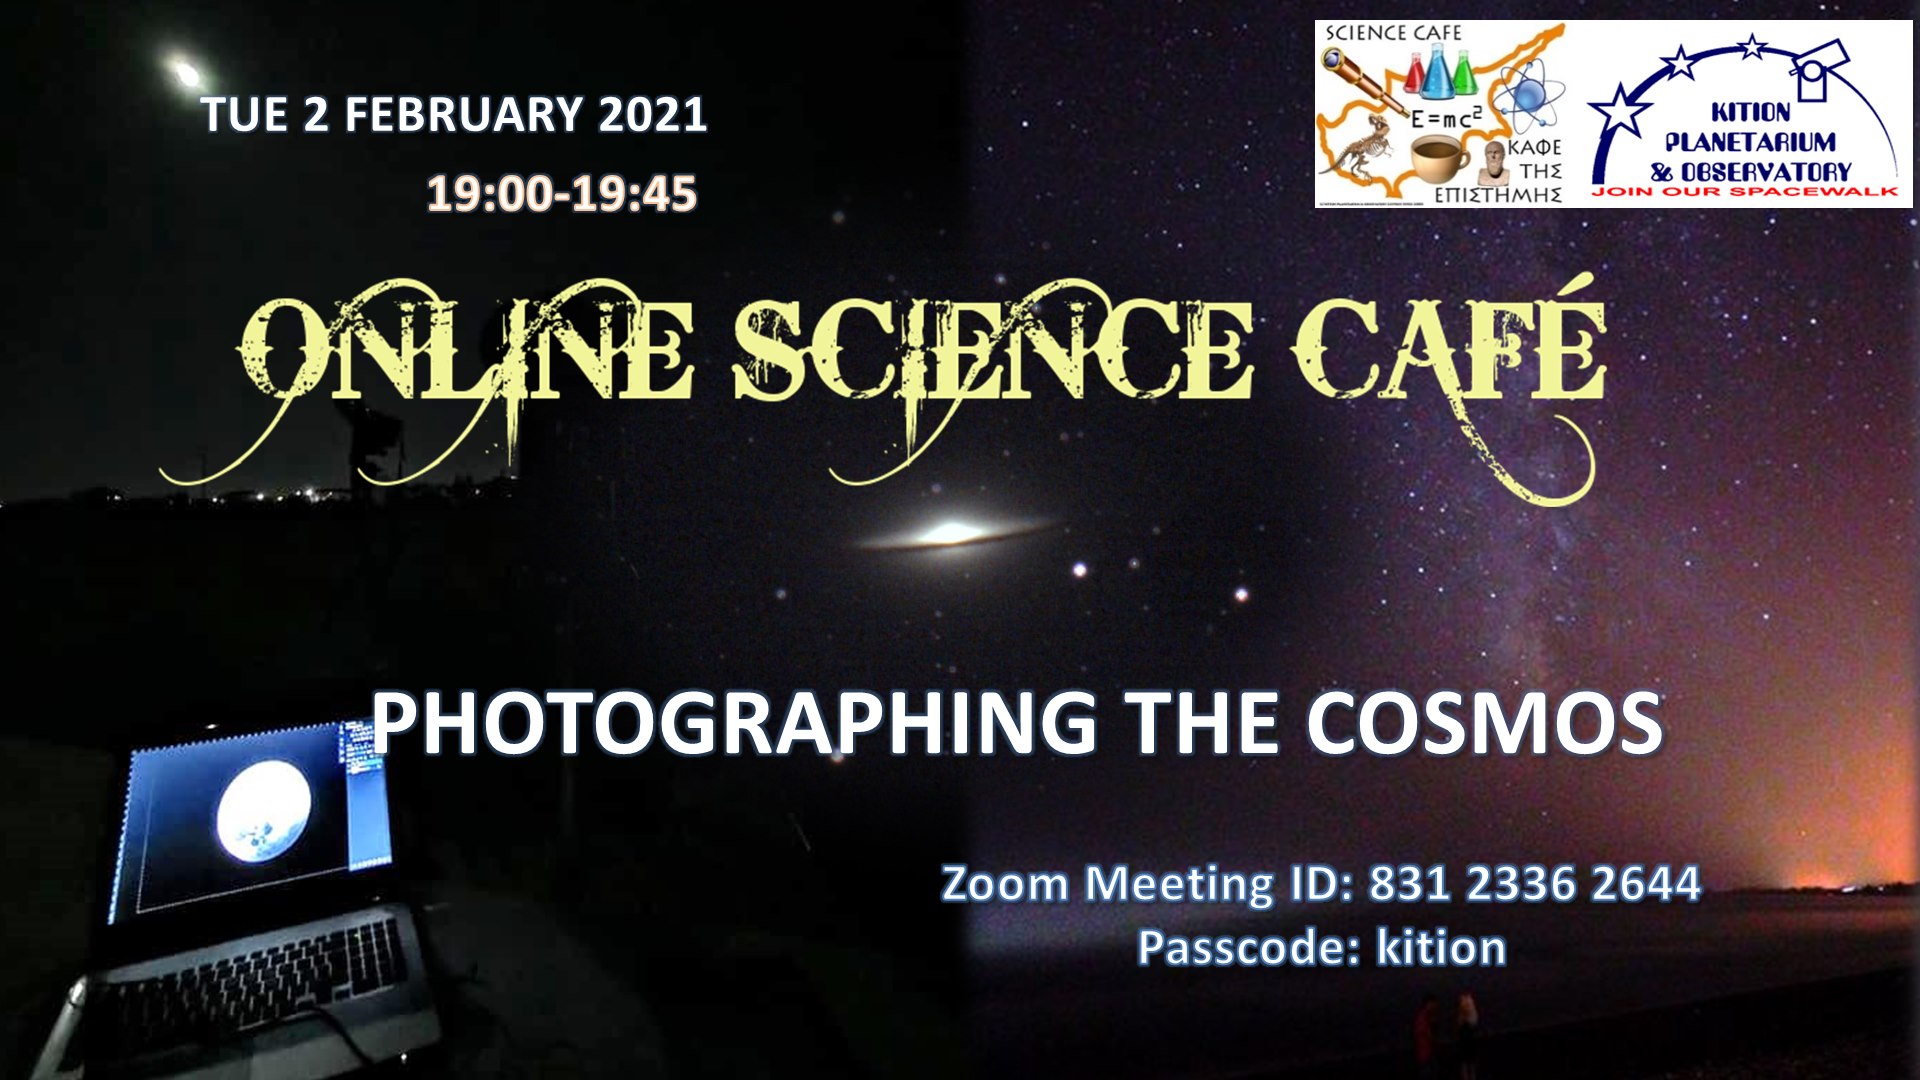 TUE 2 FEBRUARY 2021
19:00-19:45
SCIENCE CAFE
E=mc²
ΚΑΦΕ
ΤΗΣ
ΕΠΙΣΤΗΜΗΣ
KITION
PLANETARIUM
& OBSERVATORY
JOIN OUR SPACEWALK
ONLINE SCIENCE CAFÉ
PHOTOGRAPHING THE COSMOS
Zoom Meeting ID: 831 2336 2644
Passcode: kition